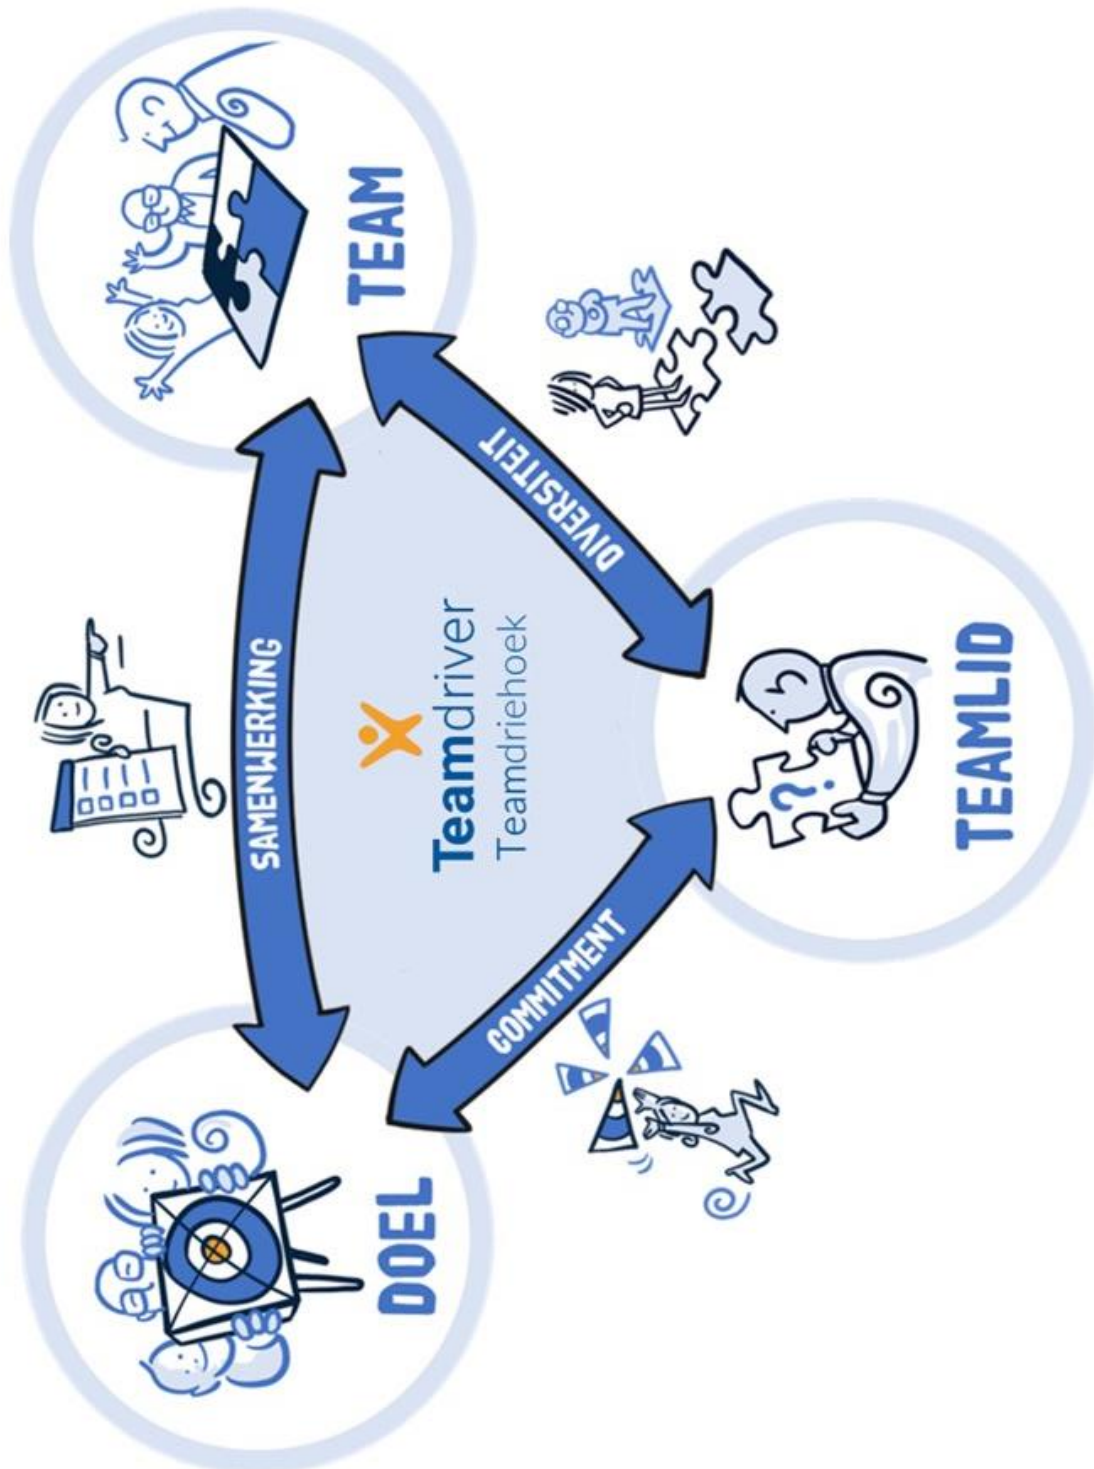 SAMENWERKING
DOEL
TEAM
Teamdriver
Teamdriehoek
COMMITMENT
DIVERSITEIT
?
TEAMLID